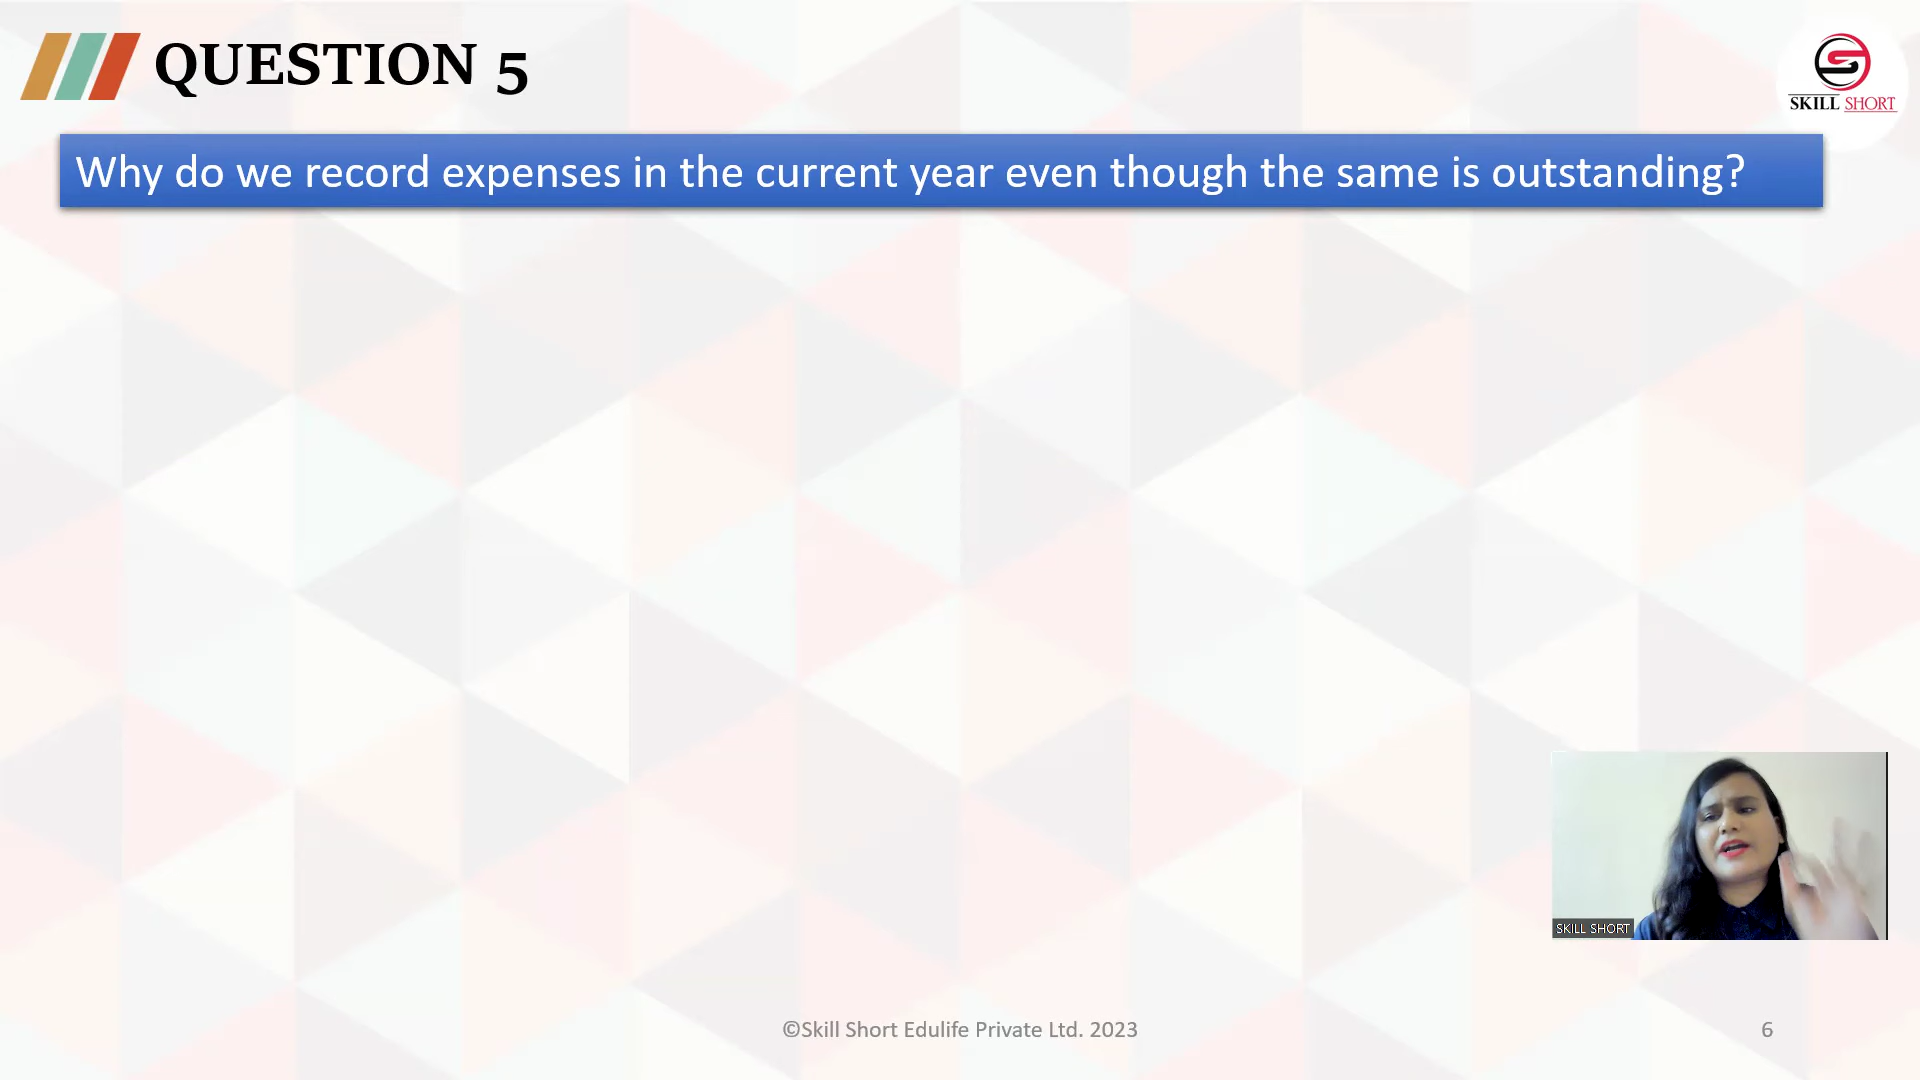 QUESTION 5
SKILL SHORT
Why do we record expenses in the current year even though the same is outstanding?
SKILL SHORT
©Skill Short Edulife Private Ltd. 2023
6